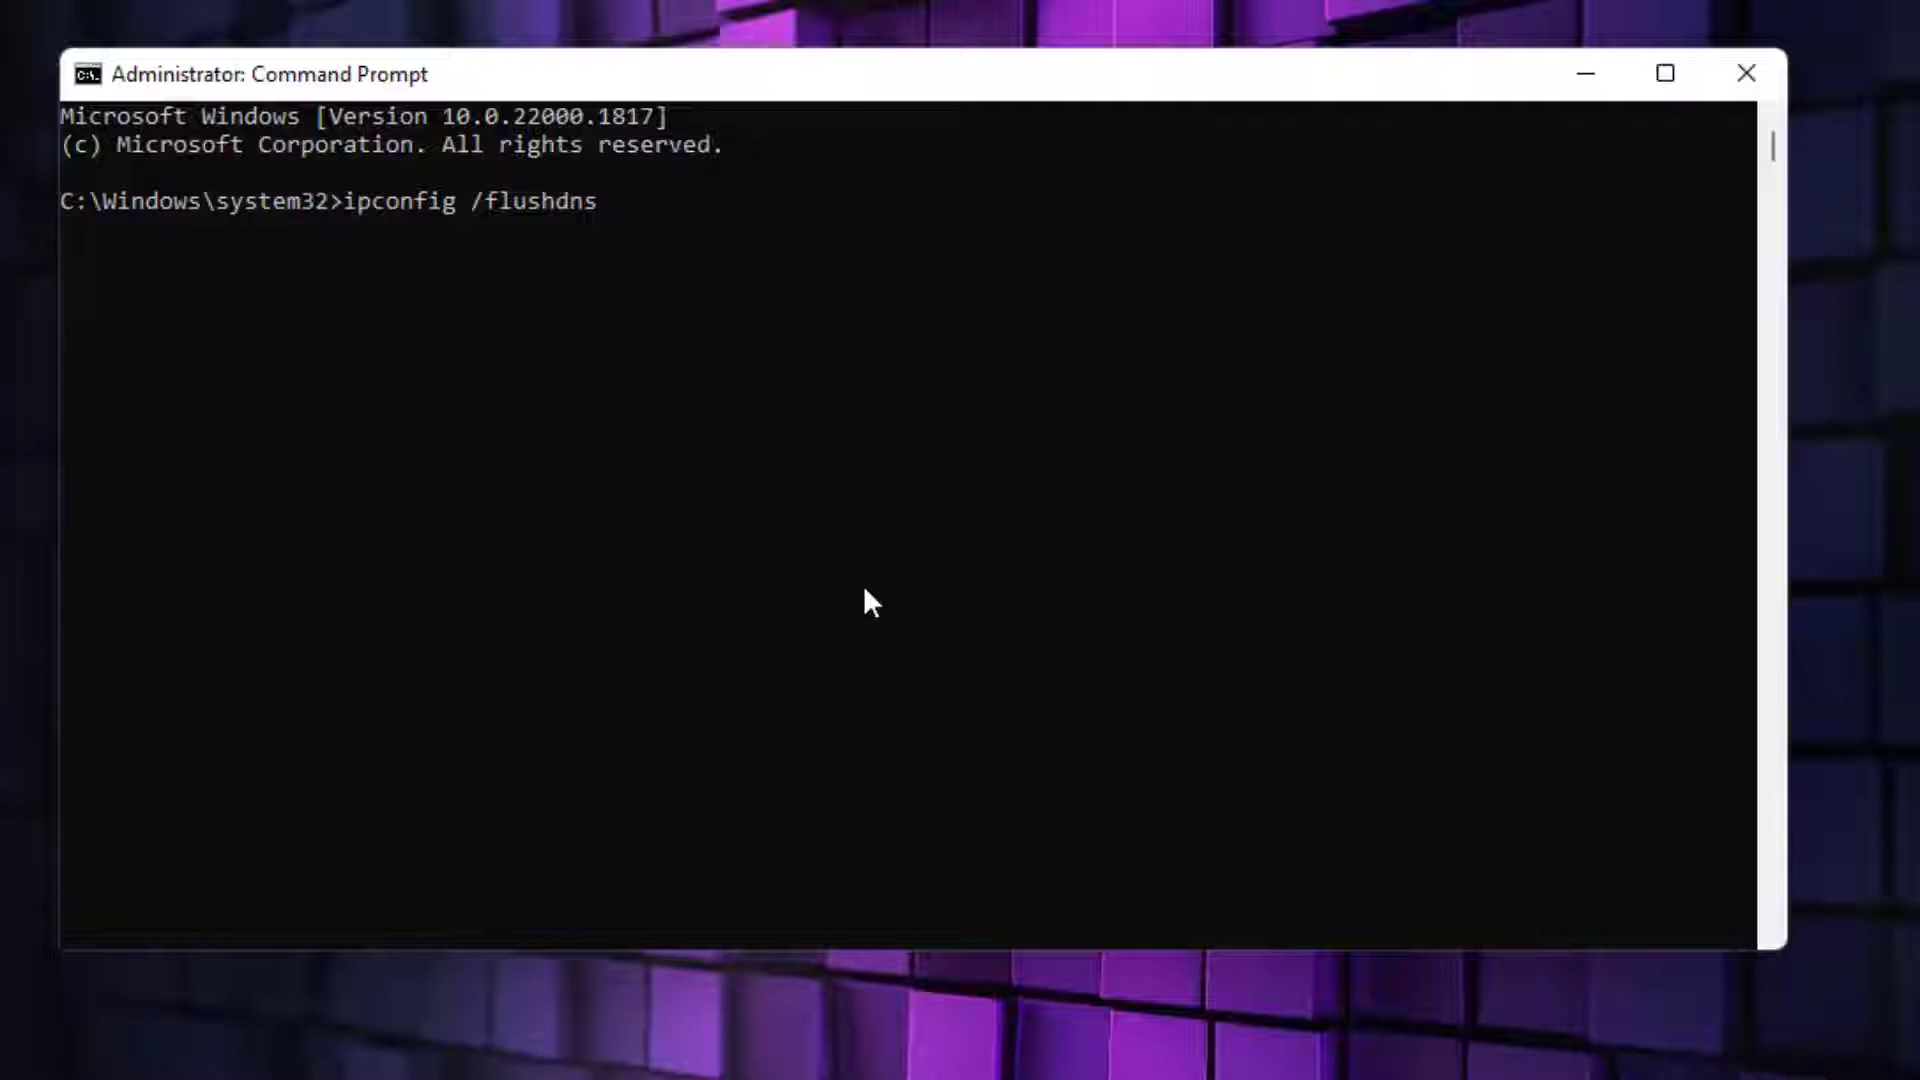 Administrator: Command Prompt
Microsoft Windows [Version 10.0.22000.1817]
(c) Microsoft Corporation. All rights reserved.
C:\Windows\system32>ipconfig /flushdns